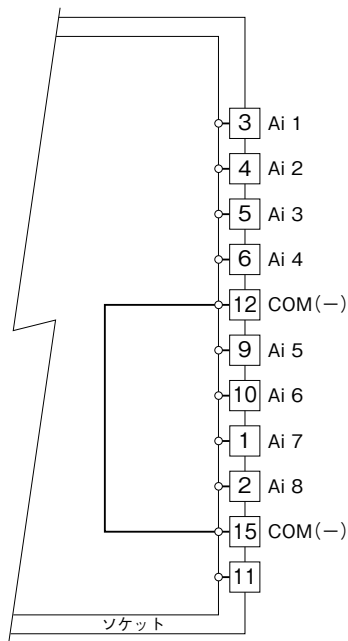 3 Ai 1
4 Ai 2
5 Ai 3
6 Ai 4
12 COM(−)
9 Ai 5
10 Ai 6
1 Ai 7
2 Ai 8
15 COM(−)
11
ソケット